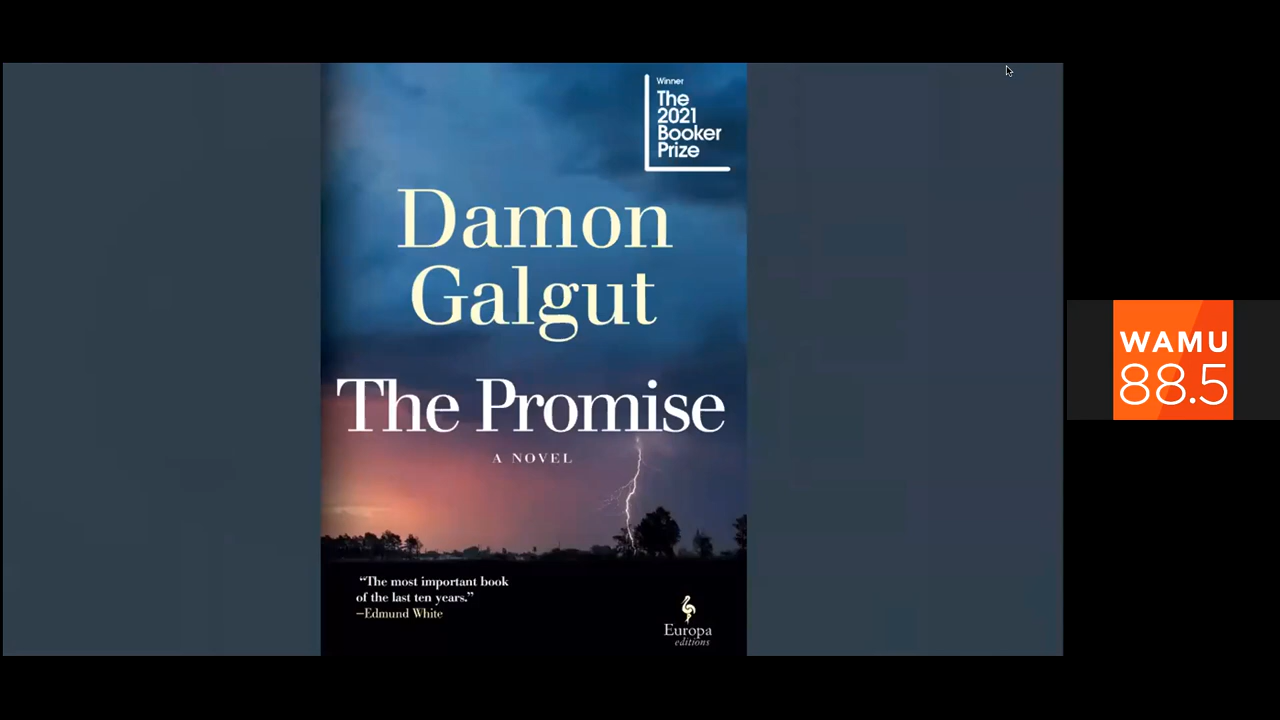 Winner
The
2021
Booker
Prize
Damon
Galgut
The Promise
A NOVEL
“The most important book
of the last ten years.”
–Edmund White
Europa
editions
WAMU
88.5